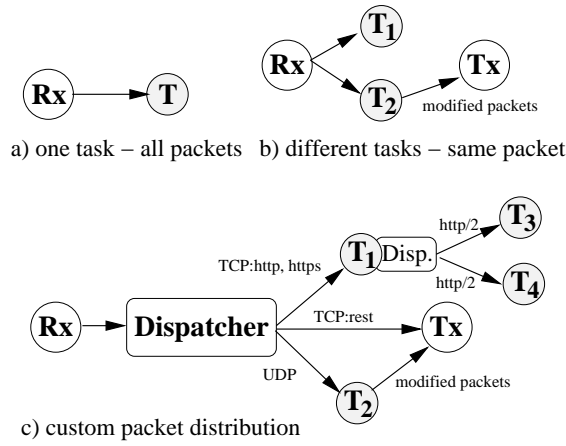 Rx
T
a) one task – all packets
Rx
T1
T2
Tx
modified packets
b) different tasks – same packet
Rx
Dispatcher
TCP:http, https
T1
Disp.
http/2
T3
http/2
T4
TCP:rest
Tx
UDP
T2
modified packets
c) custom packet distribution